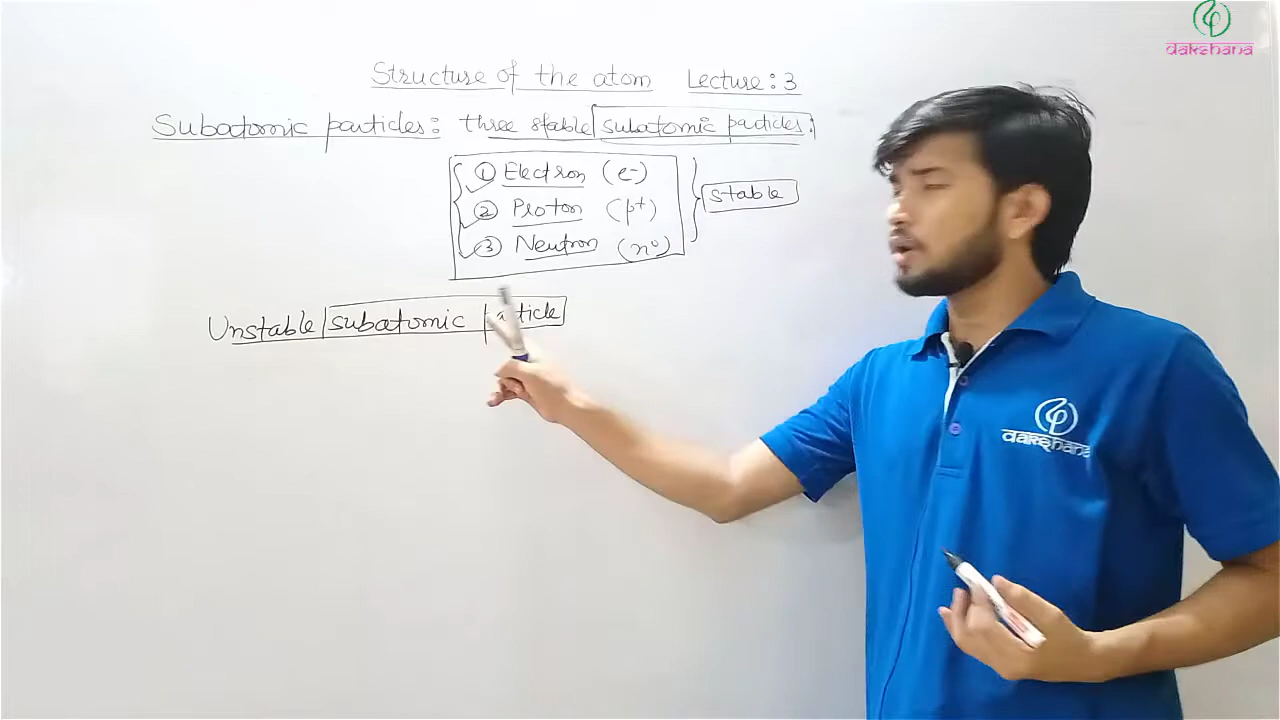 dakshana
Structure of the atom Lecture: 3
Subatomic particles: three stable subatomic particles:
① Electron (e-)
② Proton (p+)
③ Neutron (n⁰)
stable
Unstable subatomic particle
dakshana